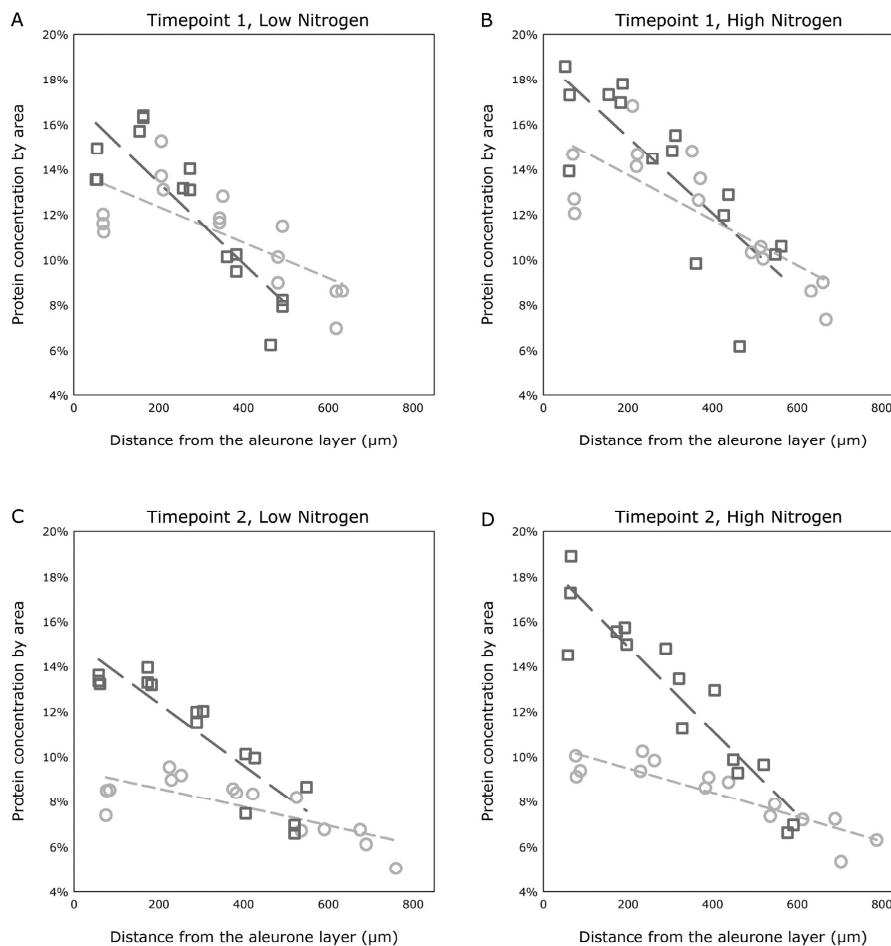 A
Timepoint 1, Low Nitrogen
20%
18%
16%
14%
12%
10%
8%
6%
4%
Protein concentration by area
0 200 400 600 800
Distance from the aleurone layer (µm)
B
Timepoint 1, High Nitrogen
20%
18%
16%
14%
12%
10%
8%
6%
4%
Protein concentration by area
0 200 400 600 800
Distance from the aleurone layer (µm)
C
Timepoint 2, Low Nitrogen
20%
18%
16%
14%
12%
10%
8%
6%
4%
Protein concentration by area
0 200 400 600 800
Distance from the aleurone layer (µm)
D
Timepoint 2, High Nitrogen
20%
18%
16%
14%
12%
10%
8%
6%
4%
Protein concentration by area
0 200 400 600 800
Distance from the aleurone layer (µm)